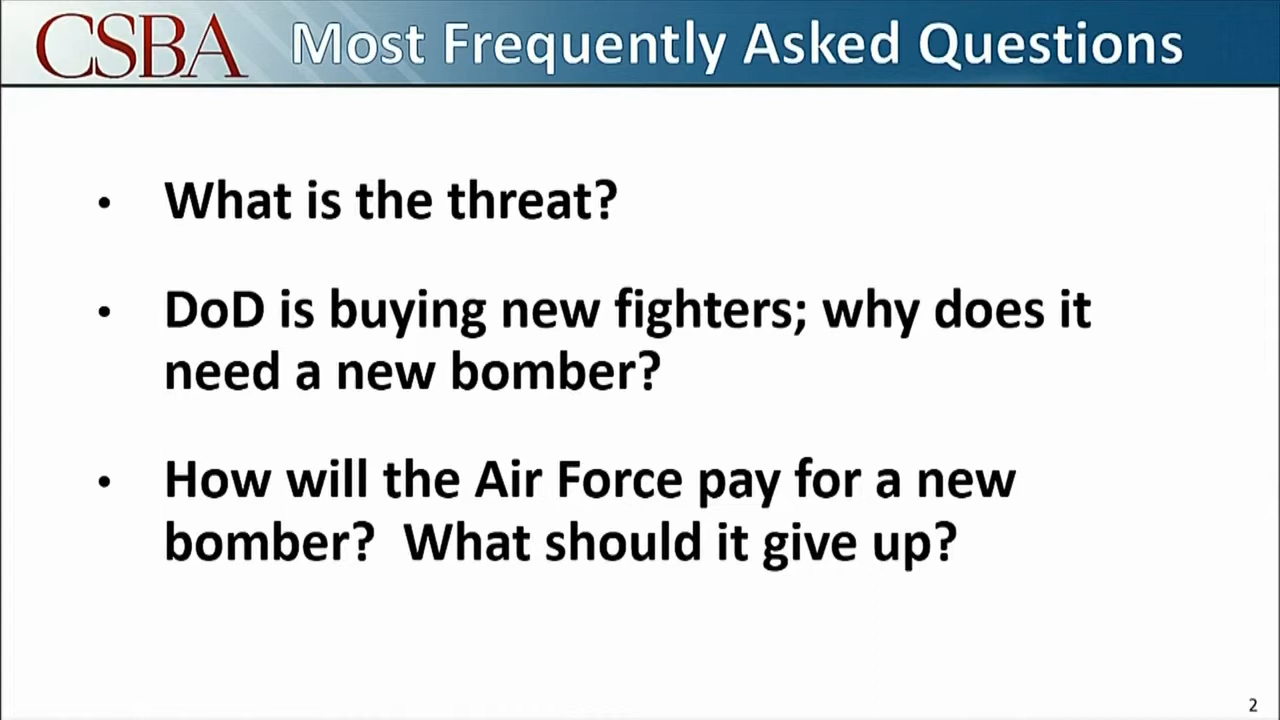 CSBA Most Frequently Asked Questions
• What is the threat?
• DoD is buying new fighters; why does it
need a new bomber?
• How will the Air Force pay for a new
bomber?  What should it give up?
2